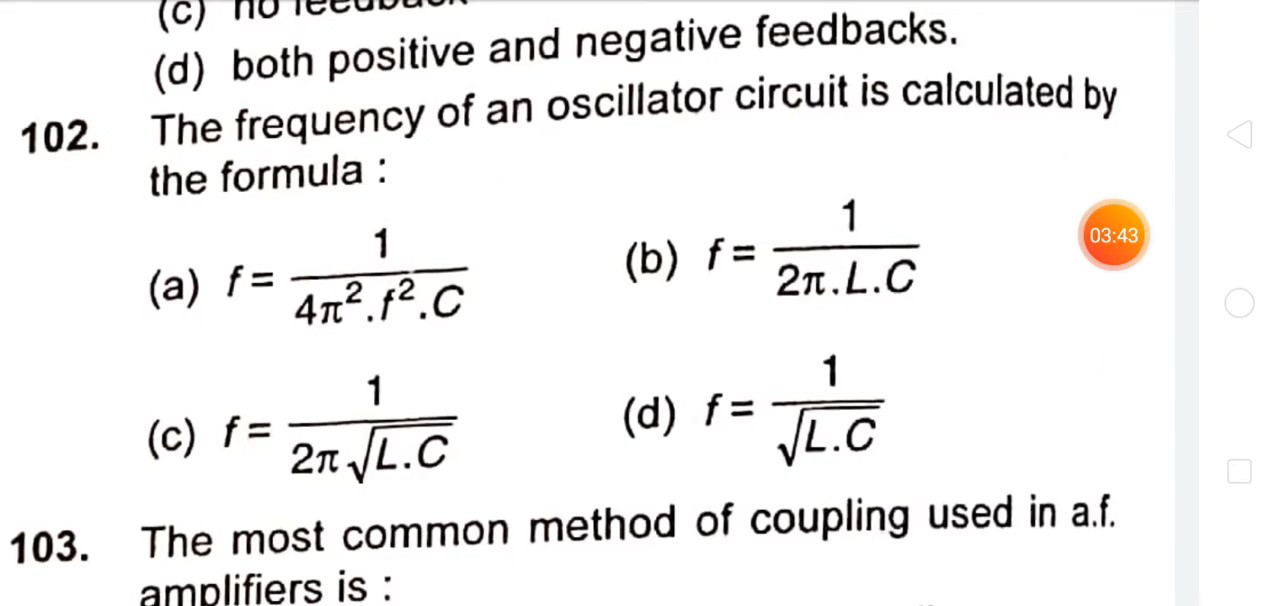 (c) no feedback
(d) both positive and negative feedbacks.
102. The frequency of an oscillator circuit is calculated by
the formula :
(a) f = 1 / 4π².f².C
(b) f = 1 / 2π.L.C
(c) f = 1 / 2π √L.C
(d) f = 1 / √L.C
03:43
103. The most common method of coupling used in a.f.
amplifiers is :